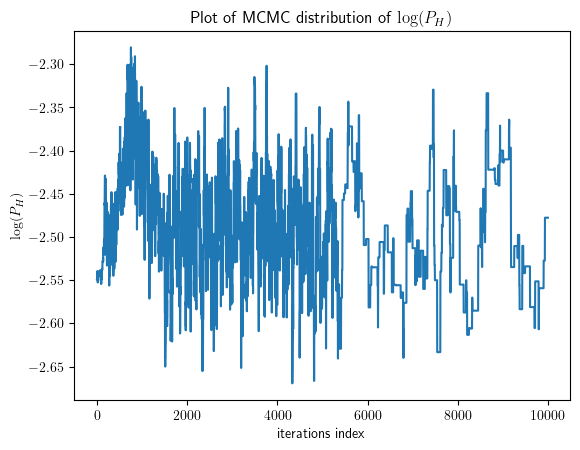 Plot of MCMC distribution of log(P_H)
−2.30
−2.35
−2.40
−2.45
−2.50
−2.55
−2.60
−2.65
log(P_H)
0 2000 4000 6000 8000 10000
iterations index